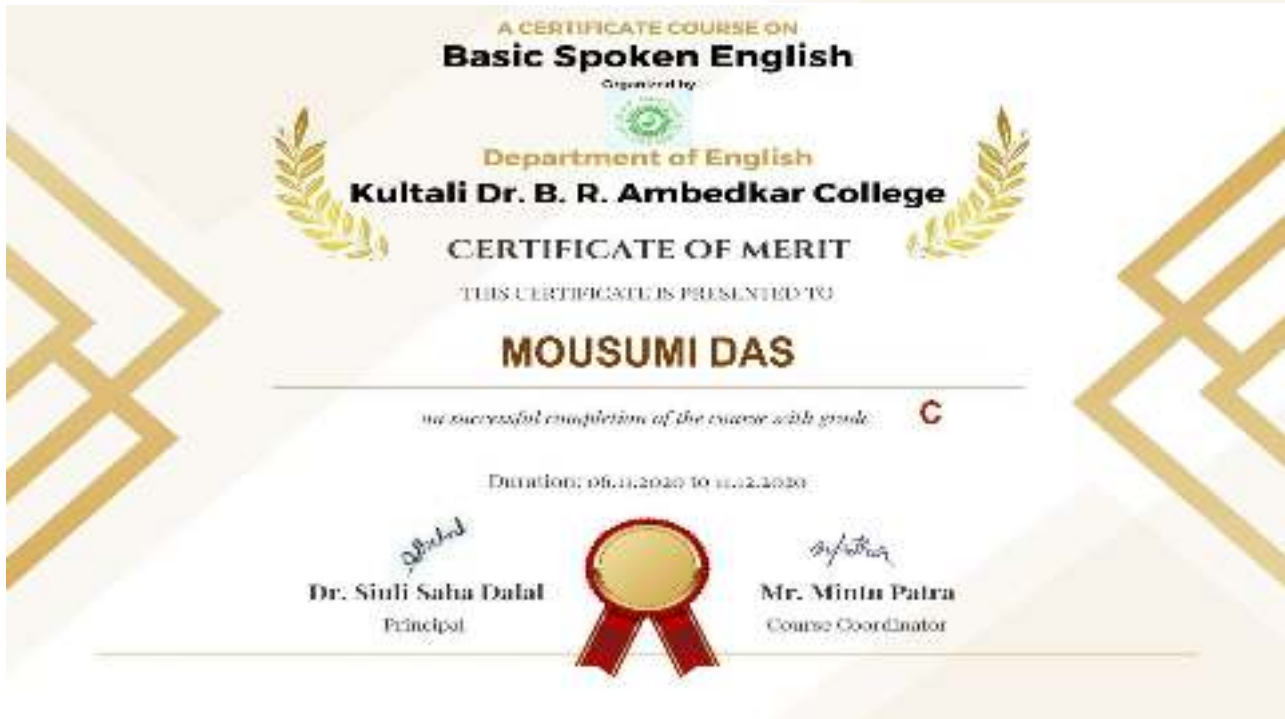 A CERTIFICATE COURSE ON
Basic Spoken English
Organized by
Department of English
Kultali Dr. B. R. Ambedkar College
CERTIFICATE OF MERIT
THIS CERTIFICATE IS PRESENTED TO
MOUSUMI DAS
on successful completion of the course with grade C
Duration: 06.11.2020 to 11.12.2020
Dr. Siuli Saha Dalal
Principal
Mr. Mintu Patra
Course Coordinator